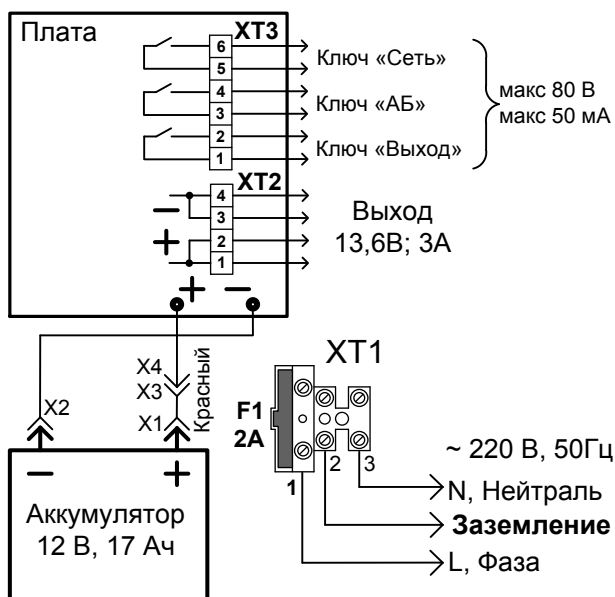 Плата
XT3
6
5
4
3
2
1
Ключ «Сеть»
Ключ «АБ»
Ключ «Выход»
макс 80 В
макс 50 мА
XT2
4
3
2
1
–
+
Выход
13,6В; 3А
+ –
X4
X3
X2
X1
Красный
– +
Аккумулятор
12 В, 17 Ач
XT1
F1
2A
1
2
3
~ 220 В, 50Гц
N, Нейтраль
Заземление
L, Фаза